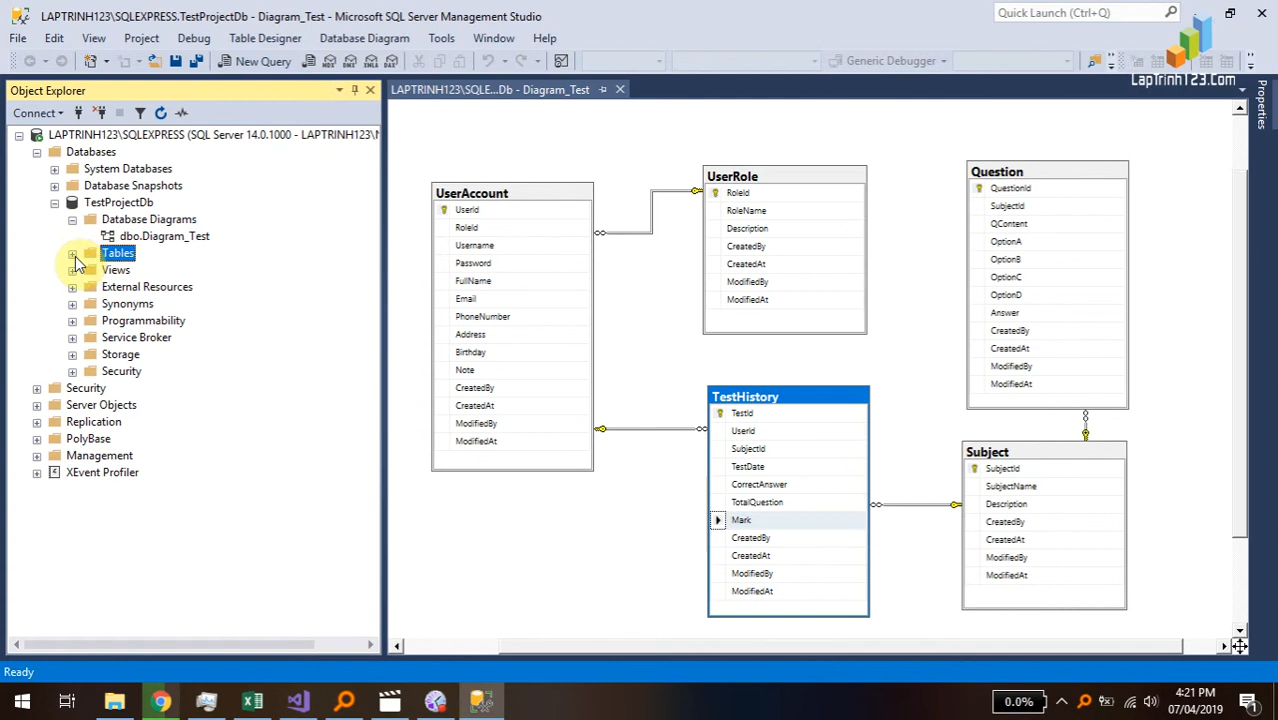 LAPTRINH123\SQLEXPRESS.TestProjectDb - Diagram_Test - Microsoft SQL Server Management Studio
Quick Launch (Ctrl+Q)
File Edit View Project Debug Table Designer Database Diagram Tools Window Help
New Query
MDX DMX XMLA DAX
Generic Debugger
LapTrinh123.Com
Object Explorer
LAPTRINH123\SQLE...Db - Diagram_Test
Properties
Connect
LAPTRINH123\SQLEXPRESS (SQL Server 14.0.1000 - LAPTRINH123\
Databases
System Databases
Database Snapshots
TestProjectDb
Database Diagrams
dbo.Diagram_Test
Tables
Views
External Resources
Synonyms
Programmability
Service Broker
Storage
Security
Security
Server Objects
Replication
PolyBase
Management
XEvent Profiler
UserAccount
UserId
RoleId
Username
Password
FullName
Email
PhoneNumber
Address
Birthday
Note
CreatedBy
CreatedAt
ModifiedBy
ModifiedAt
UserRole
RoleId
RoleName
Description
CreatedBy
CreatedAt
ModifiedBy
ModifiedAt
Question
QuestionId
SubjectId
QContent
OptionA
OptionB
OptionC
OptionD
Answer
CreatedBy
CreatedAt
ModifiedBy
ModifiedAt
TestHistory
TestId
UserId
SubjectId
TestDate
CorrectAnswer
TotalQuestion
Mark
CreatedBy
CreatedAt
ModifiedBy
ModifiedAt
Subject
SubjectId
SubjectName
Description
CreatedBy
CreatedAt
ModifiedBy
ModifiedAt
Ready
0.0%
4:21 PM
07/04/2019
1